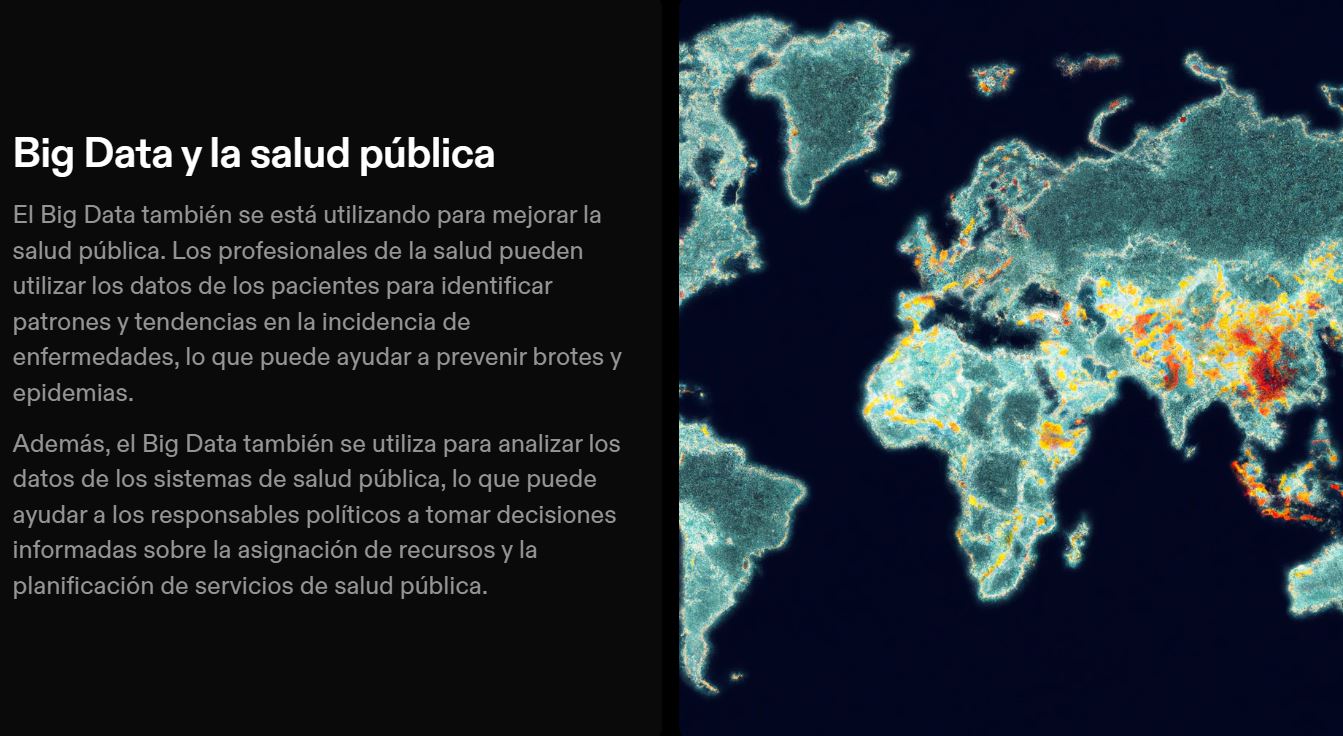 Big Data y la salud pública
El Big Data también se está utilizando para mejorar la
salud pública. Los profesionales de la salud pueden
utilizar los datos de los pacientes para identificar
patrones y tendencias en la incidencia de
enfermedades, lo que puede ayudar a prevenir brotes y
epidemias.
Además, el Big Data también se utiliza para analizar los
datos de los sistemas de salud pública, lo que puede
ayudar a los responsables políticos a tomar decisiones
informadas sobre la asignación de recursos y la
planificación de servicios de salud pública.